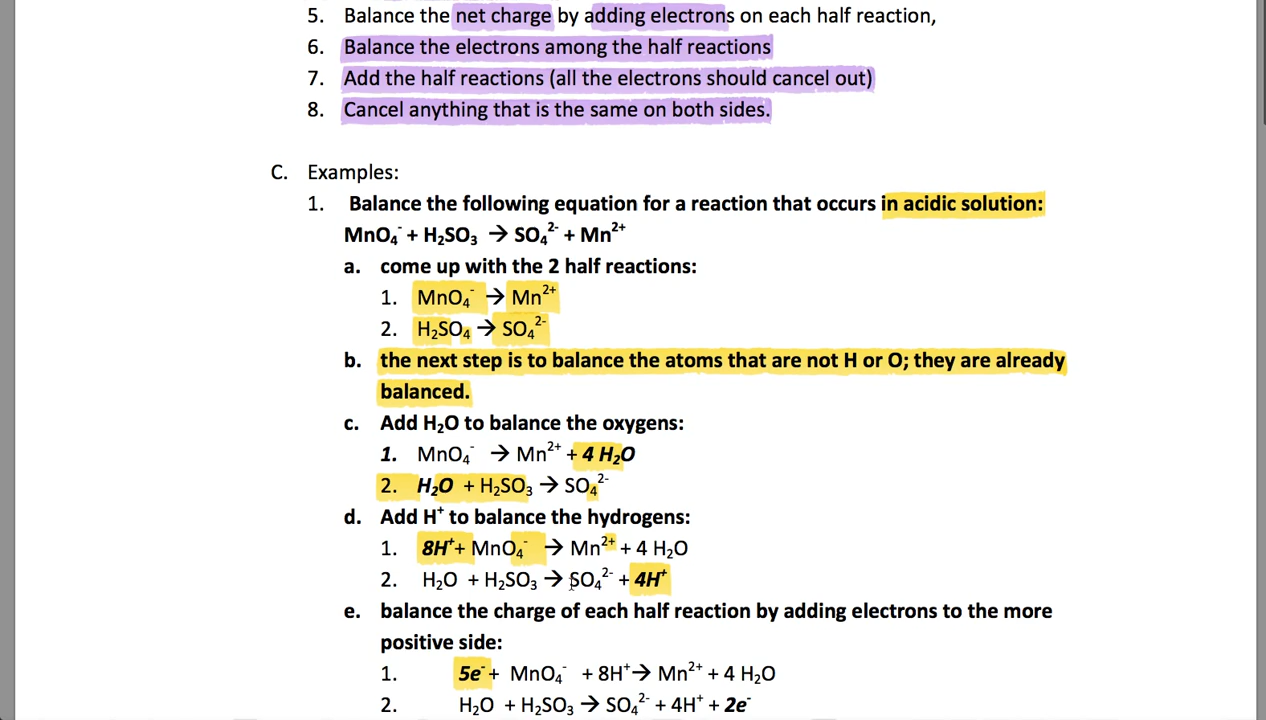 5. Balance the net charge by adding electrons on each half reaction,
6. Balance the electrons among the half reactions
7. Add the half reactions (all the electrons should cancel out)
8. Cancel anything that is the same on both sides.
C. Examples:
1. Balance the following equation for a reaction that occurs in acidic solution:
MnO₄⁻ + H₂SO₃ → SO₄²⁻ + Mn²⁺
a. come up with the 2 half reactions:
1. MnO₄⁻ → Mn²⁺
2. H₂SO₄ → SO₄²⁻
b. the next step is to balance the atoms that are not H or O; they are already
balanced.
c. Add H₂O to balance the oxygens:
1. MnO₄⁻ → Mn²⁺ + 4 H₂O
2. H₂O + H₂SO₃ → SO₄²⁻
d. Add H⁺ to balance the hydrogens:
1. 8H⁺+ MnO₄⁻ → Mn²⁺ + 4 H₂O
2. H₂O + H₂SO₃ → SO₄²⁻ + 4H⁺
e. balance the charge of each half reaction by adding electrons to the more
positive side:
1. 5e⁻+ MnO₄⁻ + 8H⁺→ Mn²⁺ + 4 H₂O
2. H₂O + H₂SO₃ → SO₄²⁻ + 4H⁺ + 2e⁻